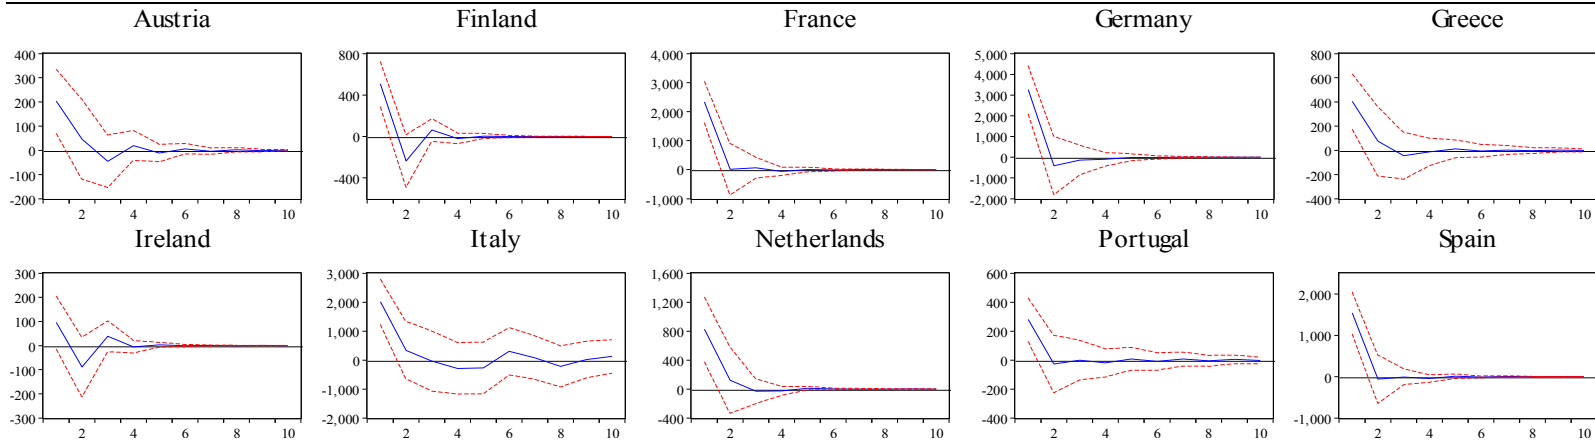 Austria Finland France Germany Greece
400 800 4,000 5,000 800
300 3,000 4,000 600
200 400 2,000 3,000 400
100 1,000 2,000 200
0 0 0 1,000 0
-100 -400 -1,000 0 -200
-200 -1,000 -400
-2,000
2 4 6 8 10 2 4 6 8 10 2 4 6 8 10 2 4 6 8 10 2 4 6 8 10
Ireland Italy Netherlands Portugal Spain
300 3,000 1,600 600
200 2,000 1,200 400 2,000
100 1,000 800 200 1,000
0 0 400 0 0
-100 -1,000 0 -200 -1,000
-200 -2,000 -400 -400
-300
2 4 6 8 10 2 4 6 8 10 2 4 6 8 10 2 4 6 8 10 2 4 6 8 10